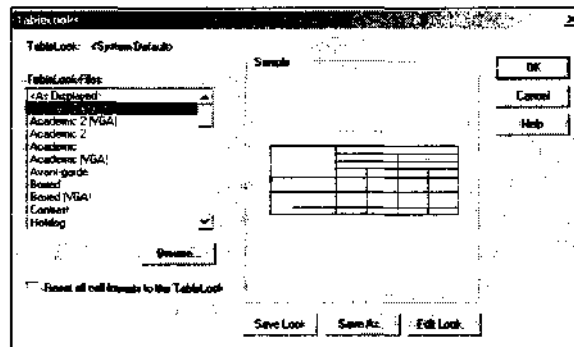 TableLooks
TableLook: <System Default>
TableLook Files:
<As Displayed>
Academic 2 (VGA)
Academic 2
Academic
Academic (VGA)
Avant-garde
Boxed
Boxed (VGA)
Contrast
Hotdog
Browse...
Reset all cell formats to the TableLook
Sample
Save Look
Save As...
Edit Look...
OK
Cancel
Help